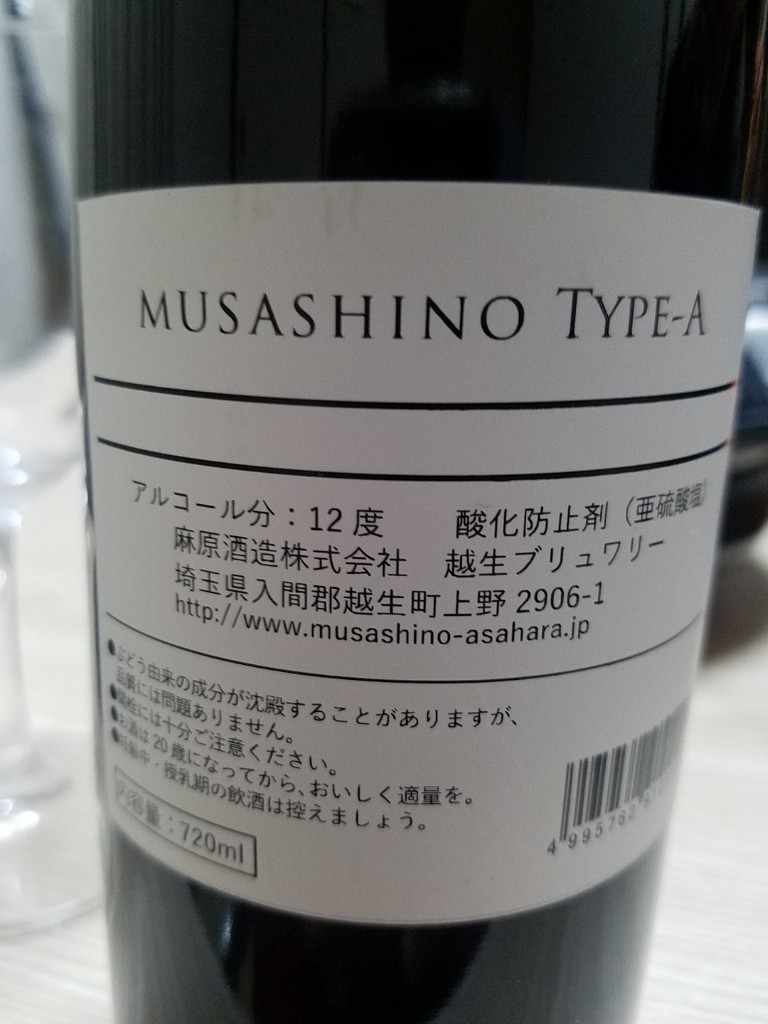 MUSASHINO TYPE-A
アルコール分：12度 酸化防止剤（亜硫酸塩）
麻原酒造株式会社 越生ブリュワリー
埼玉県入間郡越生町上野2906-1
http://www.musashino-asahara.jp
●ぶどう由来の成分が沈殿することがありますが、
品質には問題ありません。
●開栓には十分ご注意ください。
●お酒は20歳になってから、おいしく適量を。
●妊娠中・授乳期の飲酒は控えましょう。
内容量：720ml
4 995762